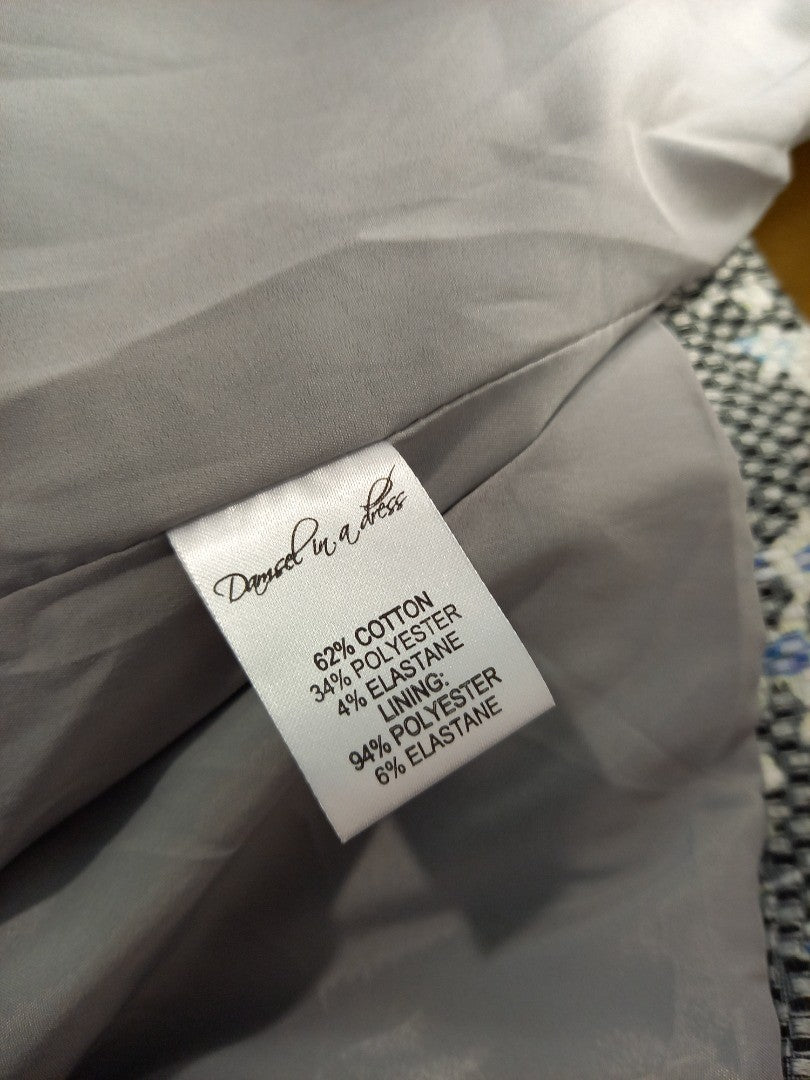 Damsel in a dress
62% COTTON
34% POLYESTER
4% ELASTANE
LINING:
94% POLYESTER
6% ELASTANE